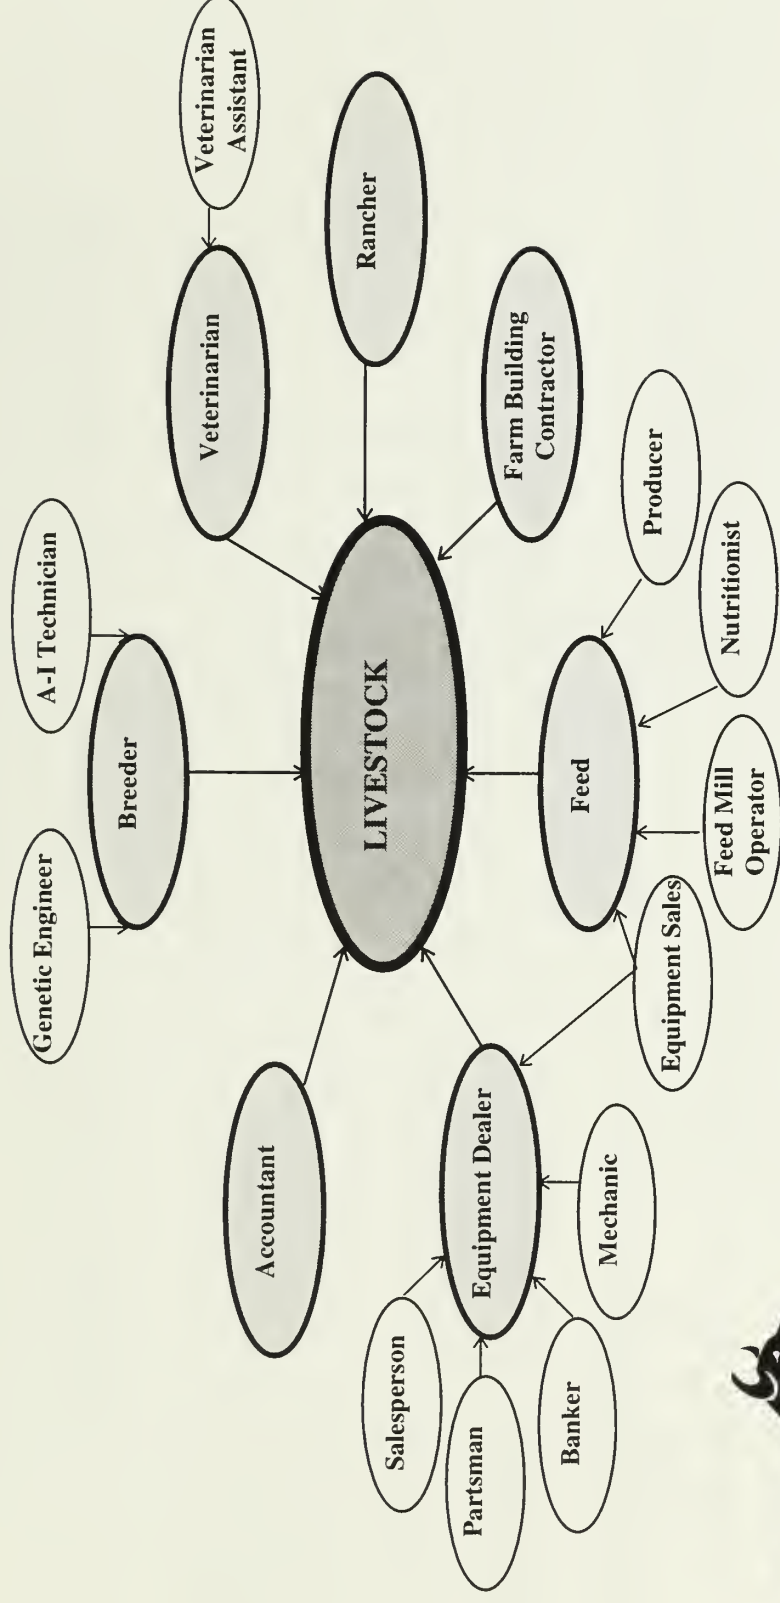 Genetic Engineer
A-I Technician
Breeder
Veterinarian
Assistant
Veterinarian
Accountant
Rancher
LIVESTOCK
Salesperson
Equipment Dealer
Farm Building
Contractor
Partsman
Banker
Feed
Mechanic
Producer
Equipment Sales
Nutritionist
Feed Mill
Operator